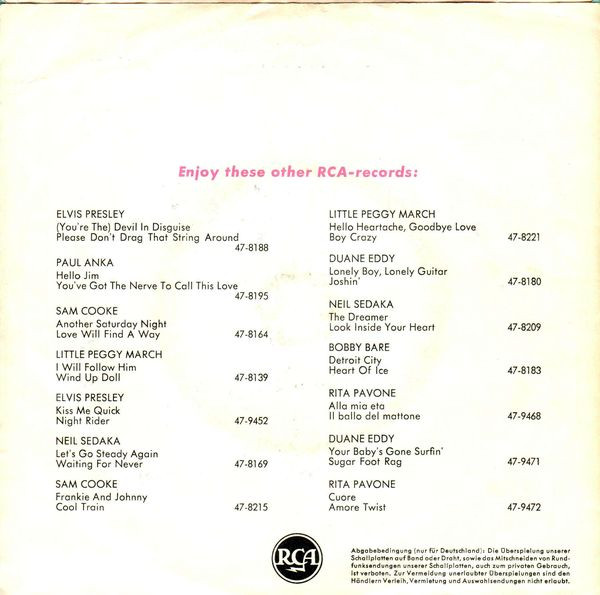 Enjoy these other RCA-records:
ELVIS PRESLEY
(You're The) Devil In Disguise
Please Don't Drag That String Around
47-8188
PAUL ANKA
Hello Jim
You've Got The Nerve To Call This Love
47-8195
SAM COOKE
Another Saturday Night
Love Will Find A Way 47-8164
LITTLE PEGGY MARCH
I Will Follow Him
Wind Up Doll 47-8139
ELVIS PRESLEY
Kiss Me Quick
Night Rider 47-9452
NEIL SEDAKA
Let's Go Steady Again
Waiting For Never 47-8169
SAM COOKE
Frankie And Johnny
Cool Train 47-8215
LITTLE PEGGY MARCH
Hello Heartache, Goodbye Love
Boy Crazy 47-8221
DUANE EDDY
Lonely Boy, Lonely Guitar
Joshin' 47-8180
NEIL SEDAKA
The Dreamer
Look Inside Your Heart 47-8209
BOBBY BARE
Detroit City
Heart Of Ice 47-8183
RITA PAVONE
Alla mia eta
Il ballo del mattone 47-9468
DUANE EDDY
Your Baby's Gone Surfin'
Sugar Foot Rag 47-9471
RITA PAVONE
Cuore
Amore Twist 47-9472
RCA
Abgabebedingung (nur für Deutschland): Die Überspielung unserer
Schallplatten auf Band oder Draht, sowie das Mitschneiden von Rund-
funksendungen unserer Schallplatten, auch zum privaten Gebrauch,
ist verboten. Zur Vermeidung unerlaubter Überspielungen sind den
Händlern Verleih, Vermietung und Auswahlsendungen nicht erlaubt.